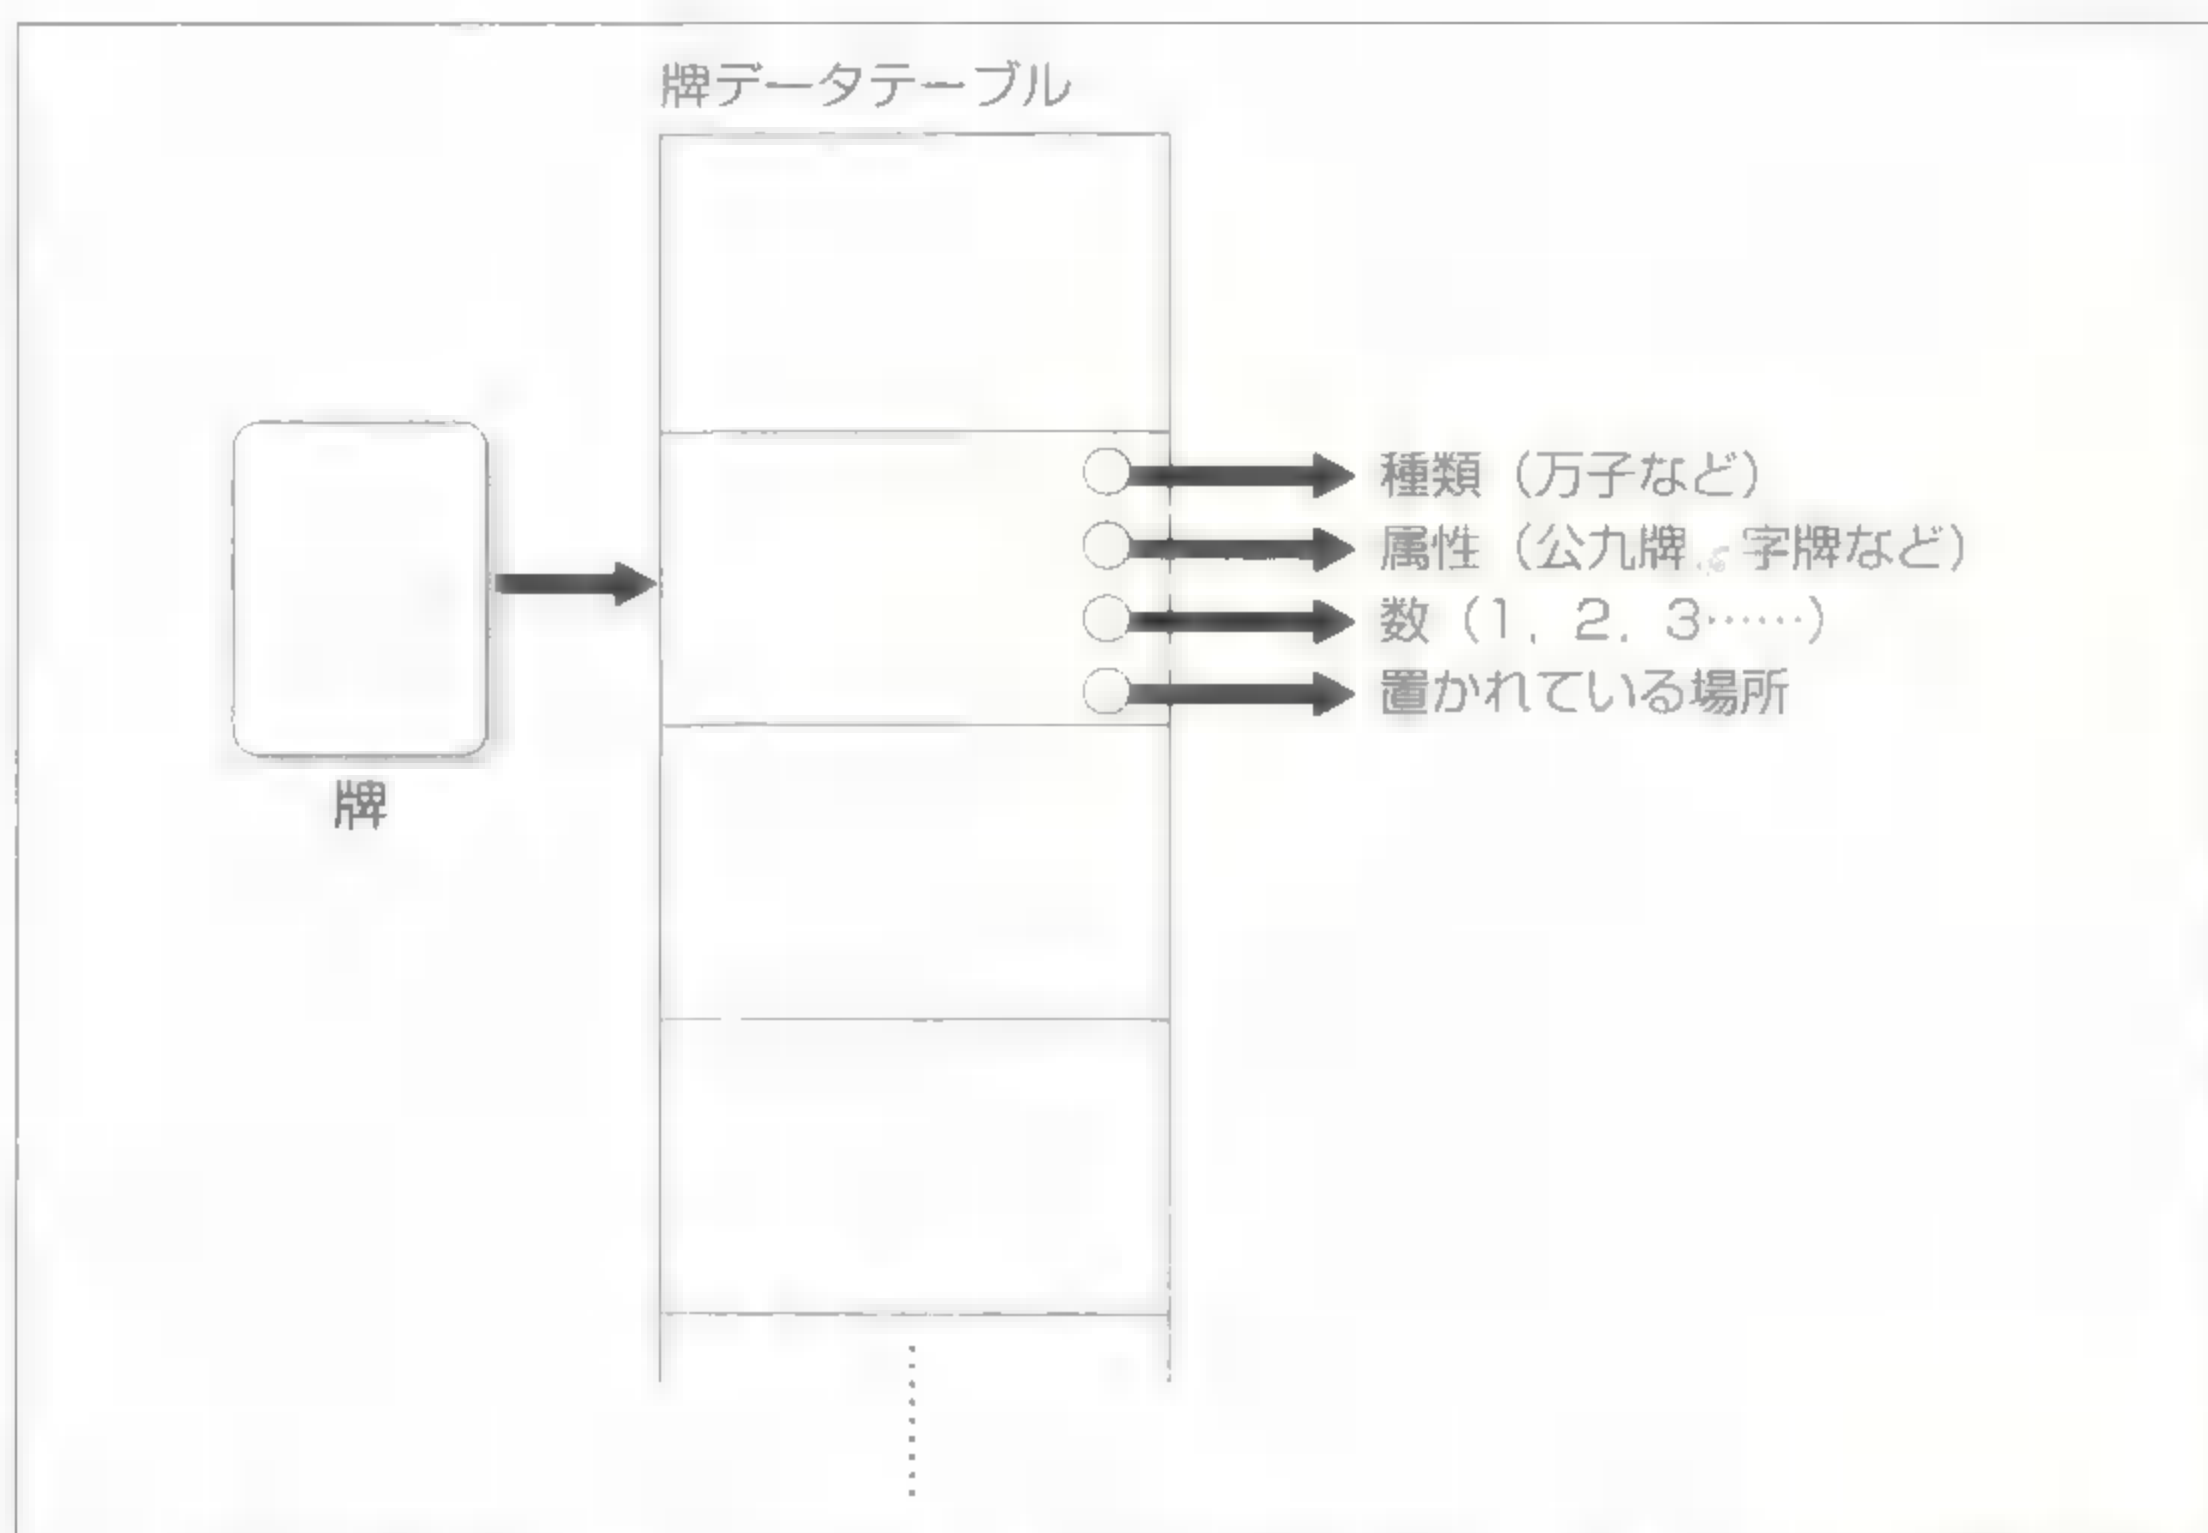 牌データテーブル
種類（万子など）
属性（公九牌、字牌など）
数（1, 2, 3……）
置かれている場所
牌